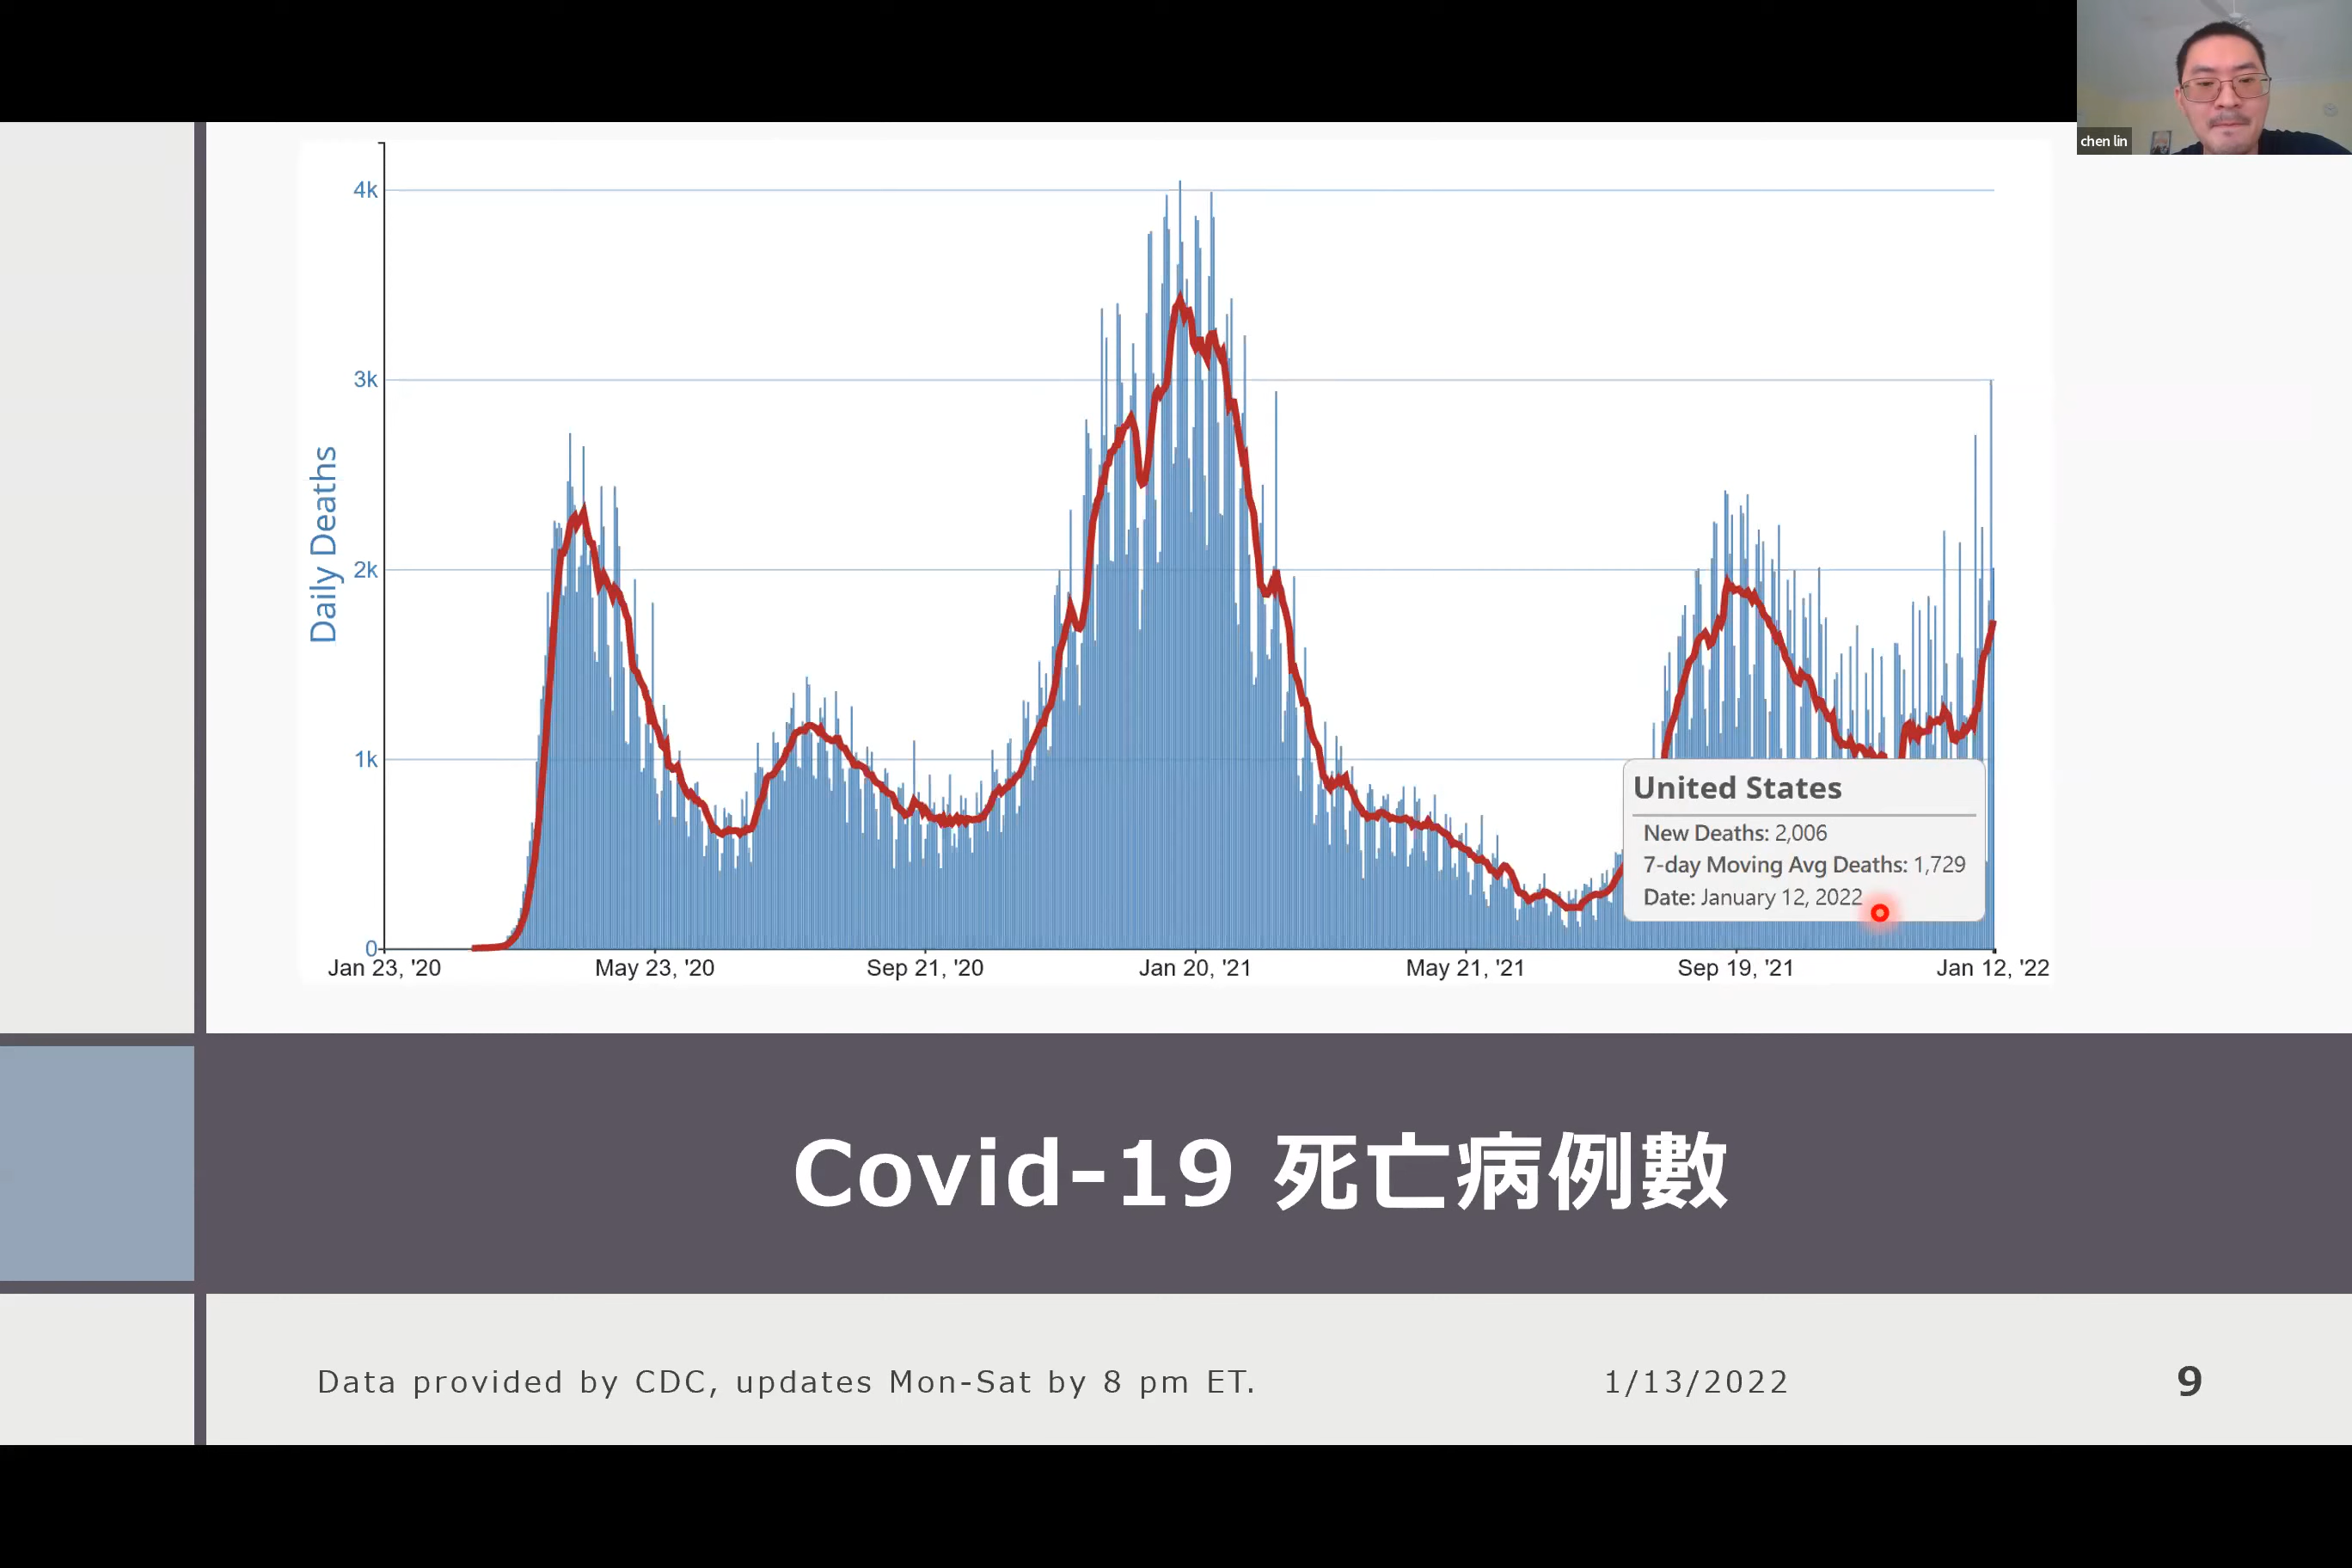 chen lin
4k
3k
2k
1k
0
Daily Deaths
United States
New Deaths: 2,006
7-day Moving Avg Deaths: 1,729
Date: January 12, 2022
Jan 23, '20 May 23, '20 Sep 21, '20 Jan 20, '21 May 21, '21 Sep 19, '21 Jan 12, '22
Covid-19 死亡病例數
Data provided by CDC, updates Mon-Sat by 8 pm ET. 1/13/2022 9